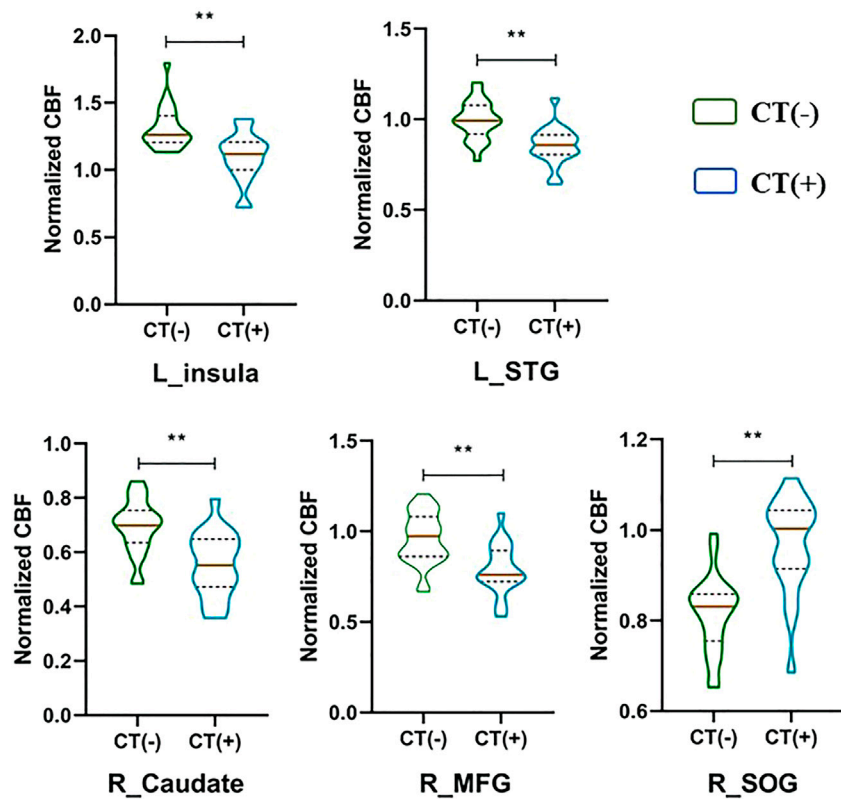 **
2.0
1.5
1.0
0.5
0.0
Normalized CBF
CT(-)
CT(+)
L_insula
**
1.5
1.0
0.5
0.0
Normalized CBF
CT(-)
CT(+)
L_STG
CT(-)
CT(+)
**
1.0
0.8
0.6
0.4
0.2
0.0
Normalized CBF
CT(-)
CT(+)
R_Caudate
**
1.5
1.0
0.5
0.0
Normalized CBF
CT(-)
CT(+)
R_MFG
**
1.2
1.0
0.8
0.6
Normalized CBF
CT(-)
CT(+)
R_SOG